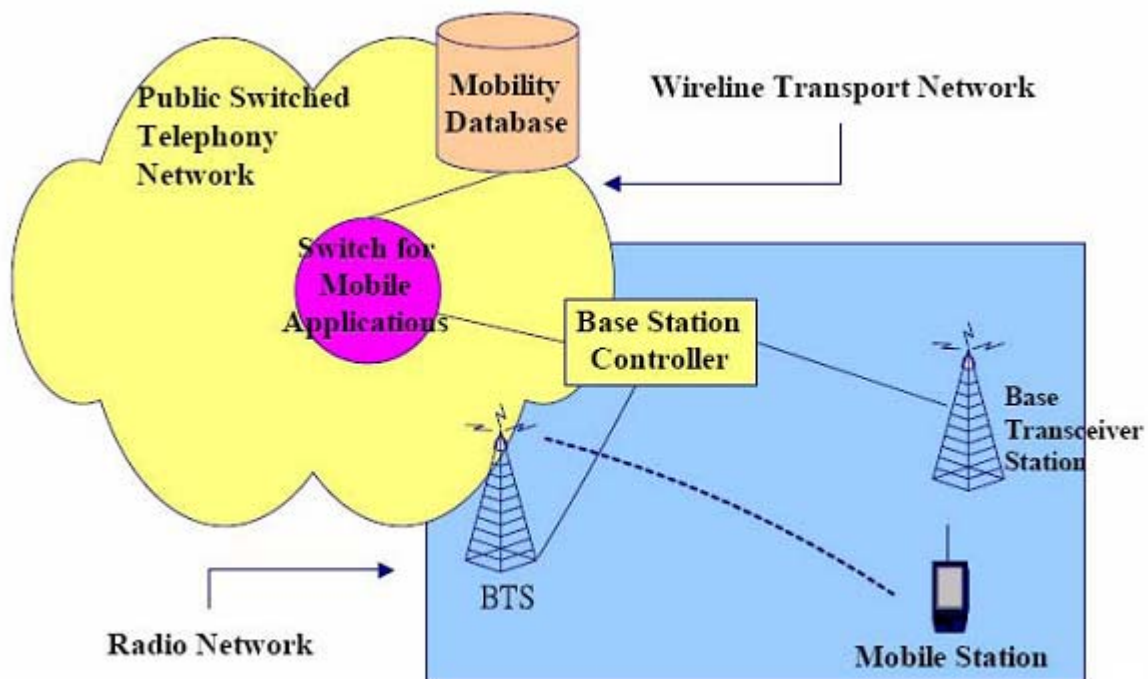 Public Switched
Telephony
Network
Mobility
Database
Wireline Transport Network
Switch for
Mobile
Applications
Base Station
Controller
Base
Transceiver
Station
BTS
Radio Network
Mobile Station